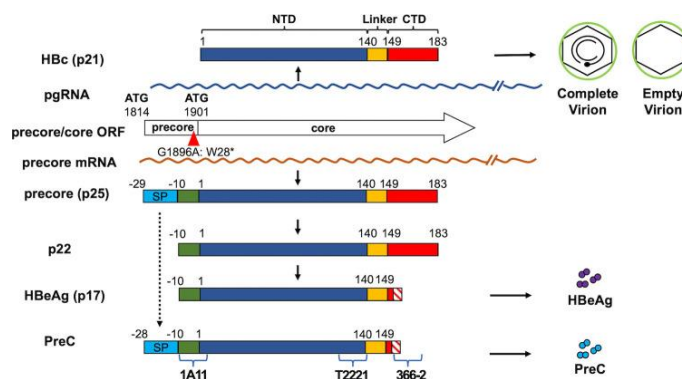 NTD Linker CTD
1 140 149 183
HBc (p21)
pgRNA
Complete Virion
Empty Virion
ATG ATG
1814 1901
precore/core ORF precore core
G1896A: W28*
precore mRNA
-29 -10 1 140 149 183
precore (p25) SP
-10 1 140 149 183
p22
-10 1 140 149
HBeAg (p17)
HBeAg
-28 -10 1 140 149
PreC SP
PreC
1A11 T2221 366-2